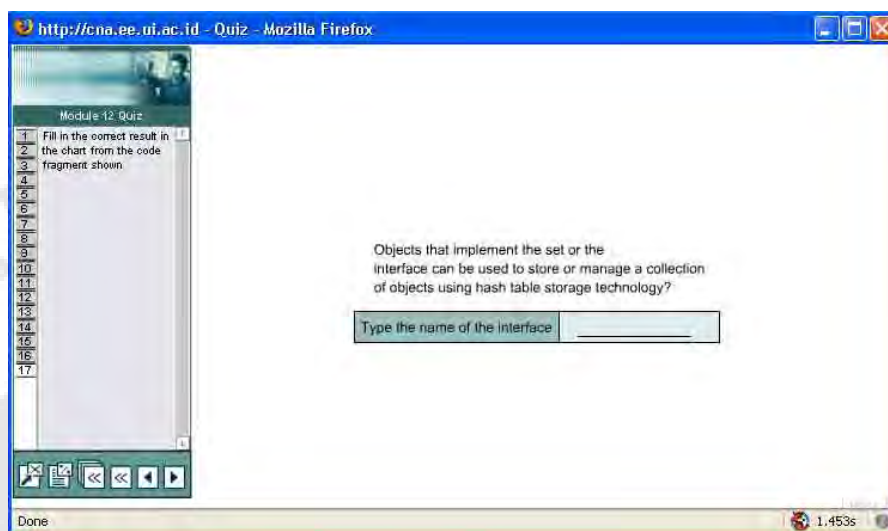 http://cna.ee.ui.ac.id - Quiz - Mozilla Firefox
Module 12 Quiz
1
2
3
4
5
6
7
8
9
10
11
12
13
14
15
16
17
Fill in the correct result in
the chart from the code
fragment shown
Objects that implement the set or the
interface can be used to store or manage a collection
of objects using hash table storage technology?
Type the name of the interface
Done
1.453s